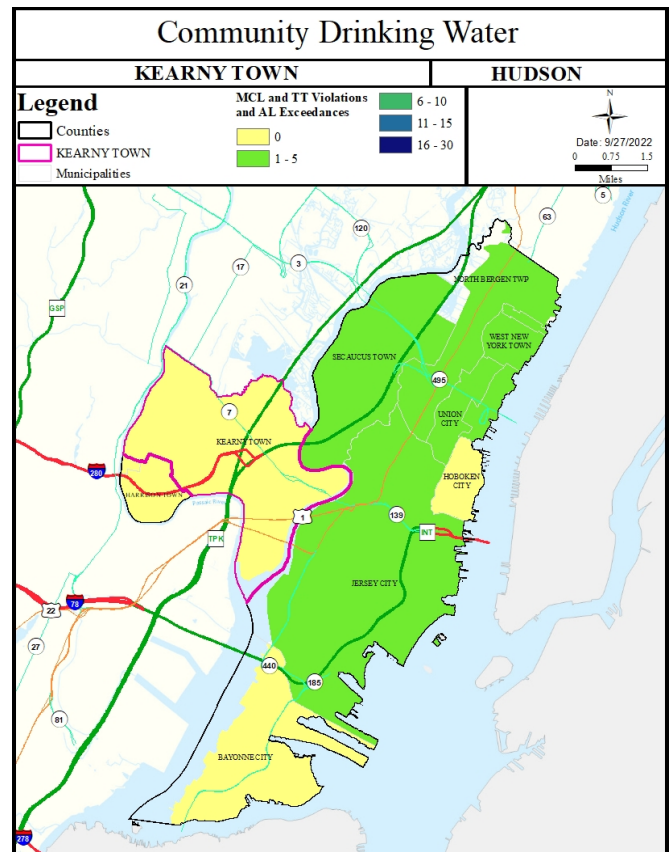 Community Drinking Water
KEARNY TOWN
HUDSON
Legend
Counties
KEARNY TOWN
Municipalities
MCL and TT Violations
and AL Exceedances
0
1 - 5
6 - 10
11 - 15
16 - 30
N
Date: 9/27/2022
0 0.75 1.5
Miles
5
63
Hudson River
120
3
17
21
GSP
NORTH BERGEN TWP
WEST NEW
YORK TOWN
SECAUCUS TOWN
495
7
UNION
CITY
KEARNY TOWN
280
HOBOKEN
CITY
HARRISON TOWN
1
139
TPK
INT
JERSEY CITY
78
22
27
440
185
81
BAYONNE CITY
278